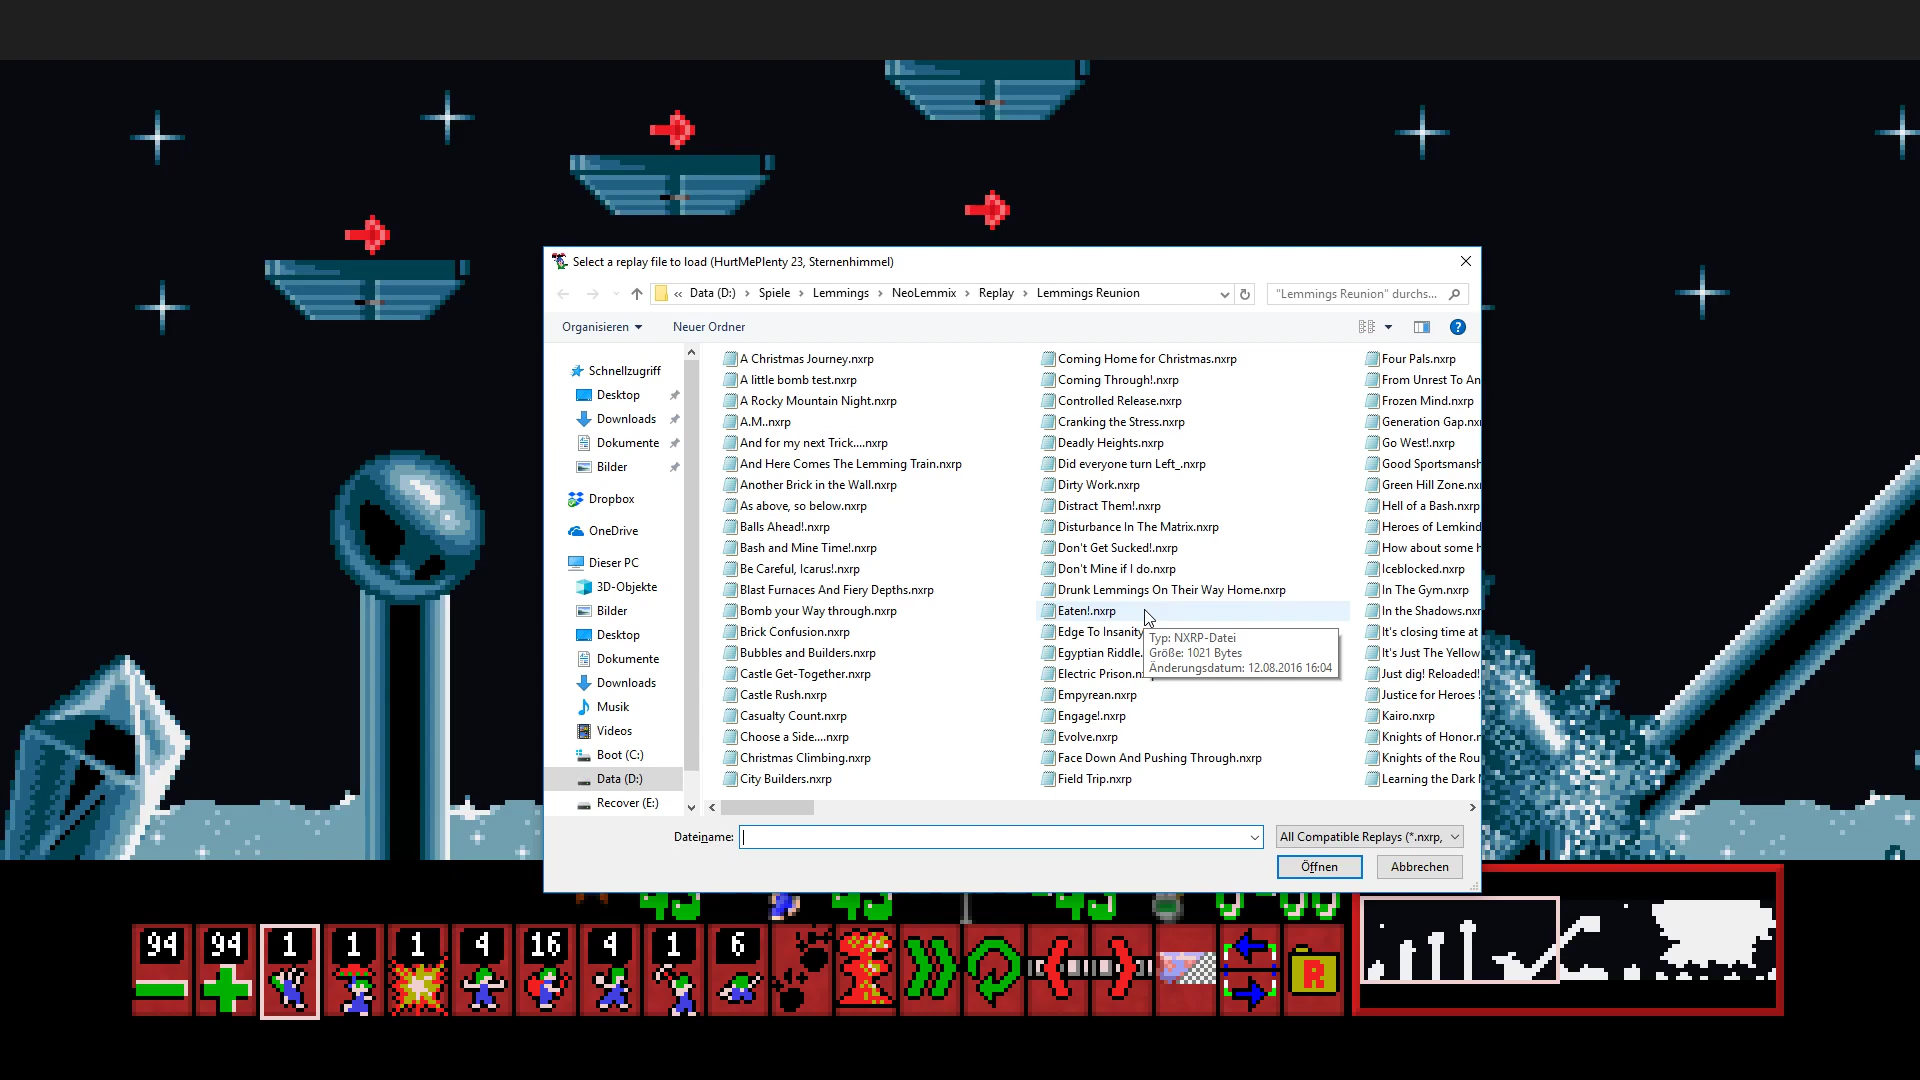 Select a replay file to load (HurtMePlenty 23, Sternenhimmel)
« Data (D:) › Spiele › Lemmings › NeoLemmix › Replay › Lemmings Reunion
"Lemmings Reunion" durchs...
Organisieren
Neuer Ordner
Schnellzugriff
Desktop
Downloads
Dokumente
Bilder
Dropbox
OneDrive
Dieser PC
3D-Objekte
Bilder
Desktop
Dokumente
Downloads
Musik
Videos
Boot (C:)
Data (D:)
Recover (E:)
A Christmas Journey.nxrp
A little bomb test.nxrp
A Rocky Mountain Night.nxrp
A.M..nxrp
And for my next Trick....nxrp
And Here Comes The Lemming Train.nxrp
Another Brick in the Wall.nxrp
As above, so below.nxrp
Balls Ahead!.nxrp
Bash and Mine Time!.nxrp
Be Careful, Icarus!.nxrp
Blast Furnaces And Fiery Depths.nxrp
Bomb your Way through.nxrp
Brick Confusion.nxrp
Bubbles and Builders.nxrp
Castle Get-Together.nxrp
Castle Rush.nxrp
Casualty Count.nxrp
Choose a Side....nxrp
Christmas Climbing.nxrp
City Builders.nxrp
Coming Home for Christmas.nxrp
Coming Through!.nxrp
Controlled Release.nxrp
Cranking the Stress.nxrp
Deadly Heights.nxrp
Did everyone turn Left_.nxrp
Dirty Work.nxrp
Distract Them!.nxrp
Disturbance In The Matrix.nxrp
Don't Get Sucked!.nxrp
Don't Mine if I do.nxrp
Drunk Lemmings On Their Way Home.nxrp
Eaten!.nxrp
Edge To Insanity
Egyptian Riddle.
Electric Prison.n
Empyrean.nxrp
Engage!.nxrp
Evolve.nxrp
Face Down And Pushing Through.nxrp
Field Trip.nxrp
Typ: NXRP-Datei
Größe: 1021 Bytes
Änderungsdatum: 12.08.2016 16:04
Four Pals.nxrp
From Unrest To An
Frozen Mind.nxrp
Generation Gap.nx
Go West!.nxrp
Good Sportsmansh
Green Hill Zone.nx
Hell of a Bash.nxrp
Heroes of Lemkind
How about some h
Iceblocked.nxrp
In The Gym.nxrp
In the Shadows.nxr
It's closing time at
It's Just The Yellow
Just dig! Reloaded!
Justice for Heroes
Kairo.nxrp
Knights of Honor.r
Knights of the Rou
Learning the Dark
Dateiname:
All Compatible Replays (*.nxrp,
Öffnen
Abbrechen
94 94 1 1 1 4 16 4 1 6
R